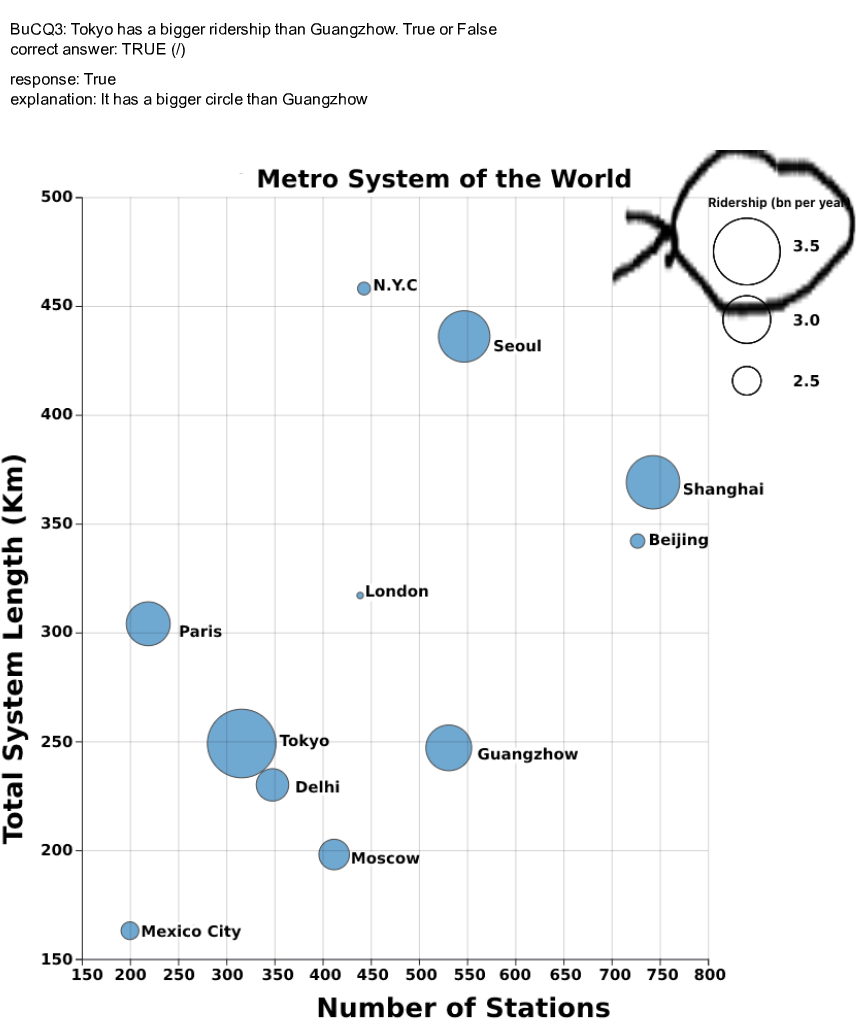 BuCQ3: Tokyo has a bigger ridership than Guangzhow. True or False
correct answer: TRUE (/)
response: True
explanation: It has a bigger circle than Guangzhow
Metro System of the World
Ridership (bn per year)
3.5
3.0
2.5
500
450
400
350
300
250
200
150
Total System Length (Km)
N.Y.C
Seoul
Shanghai
Beijing
London
Paris
Tokyo
Guangzhow
Delhi
Moscow
Mexico City
150 200 250 300 350 400 450 500 550 600 650 700 750 800
Number of Stations